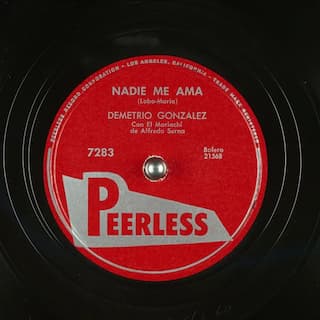 PEERLESS RECORD CORPORATION - LOS ANGELES, CALIFORNIA - TRADE MARK REGISTERED
NADIE ME AMA
(Lobo-Maria)
DEMETRIO GONZALEZ
Con El Mariachi
de Alfredo Serna
7283
Bolero
21368
PEERLESS